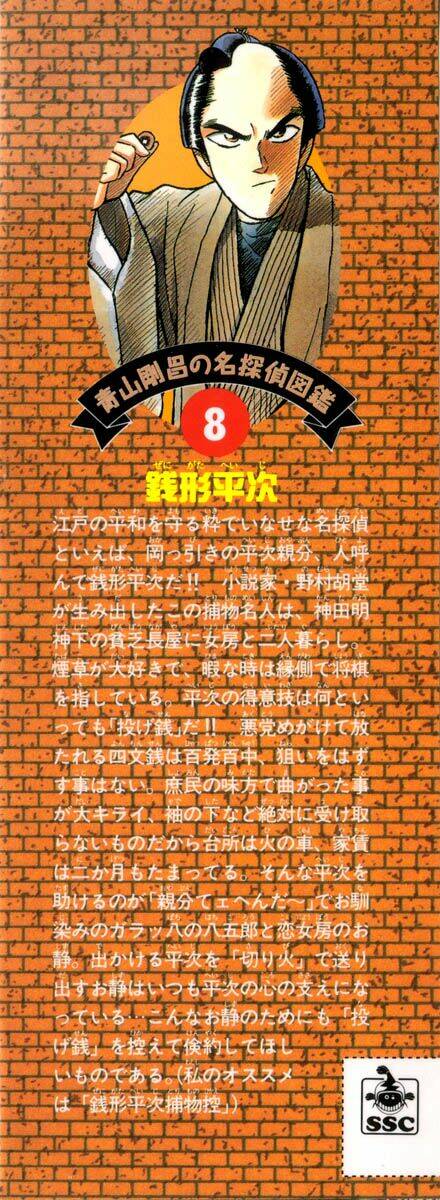 青山剛昌の名探偵図鑑
8
ぜにがたへいじ
銭形平次
江戸の平和を守る粋でいなせな名探偵
といえば、岡っ引きの平次親分、人呼
んで銭形平次だ!! 小説家・野村胡堂
が生み出したこの捕物名人は、神田明
神下の貧乏長屋に女房と二人暮らし。
煙草が大好きで、暇な時は縁側で将棋
を指している。平次の得意技は何とい
っても「投げ銭」だ!! 悪党めがけて放
たれる四文銭は百発百中、狙いをはず
す事はない。庶民の味方で曲がった事
が大キライ、袖の下など絶対に受け取
らないものだから台所は火の車、家賃
は二か月もたまってる。そんな平次を
助けるのが「親分てェへんだ〜」でお馴
染みのガラッ八の八五郎と恋女房のお
静。出かける平次を「切り火」で送り
出すお静はいつも平次の心の支えにな
っている…こんなお静のためにも「投
げ銭」を控えて倹約してほし
いものである。(私のオススメ
は「銭形平次捕物控」)
SSC